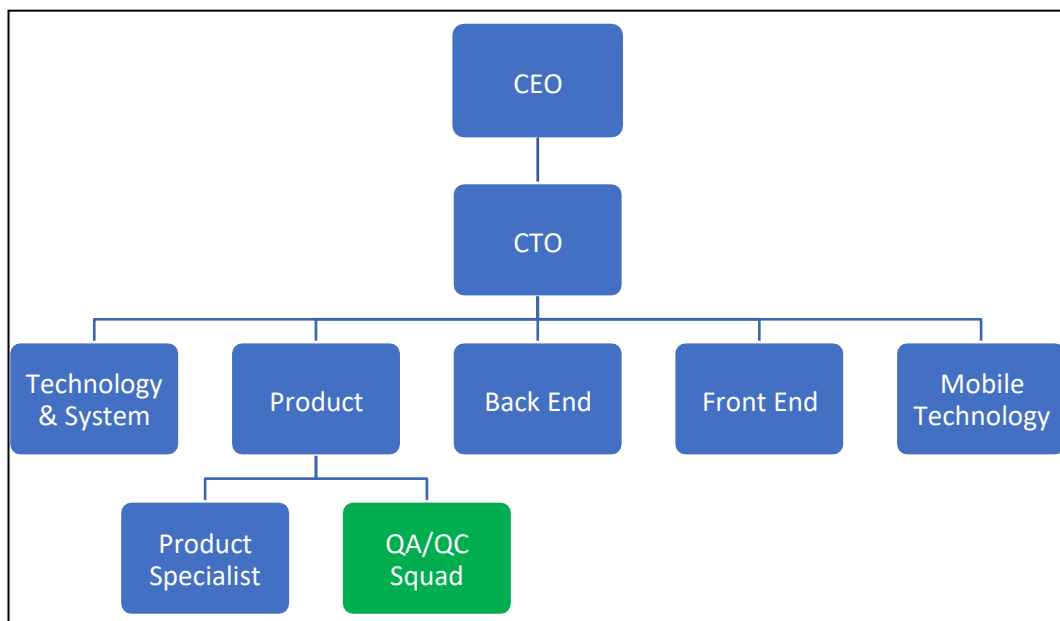 CEO
CTO
Technology
& System
Product
Back End
Front End
Mobile
Technology
Product
Specialist
QA/QC
Squad